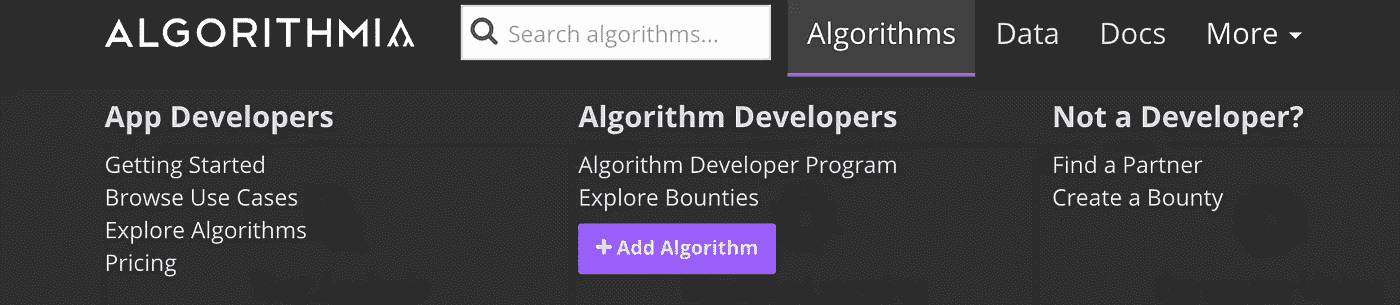 ALGORITHMIA Search algorithms... Algorithms Data Docs More
App Developers Algorithm Developers Not a Developer?
Getting Started Algorithm Developer Program Find a Partner
Browse Use Cases Explore Bounties Create a Bounty
Explore Algorithms + Add Algorithm
Pricing